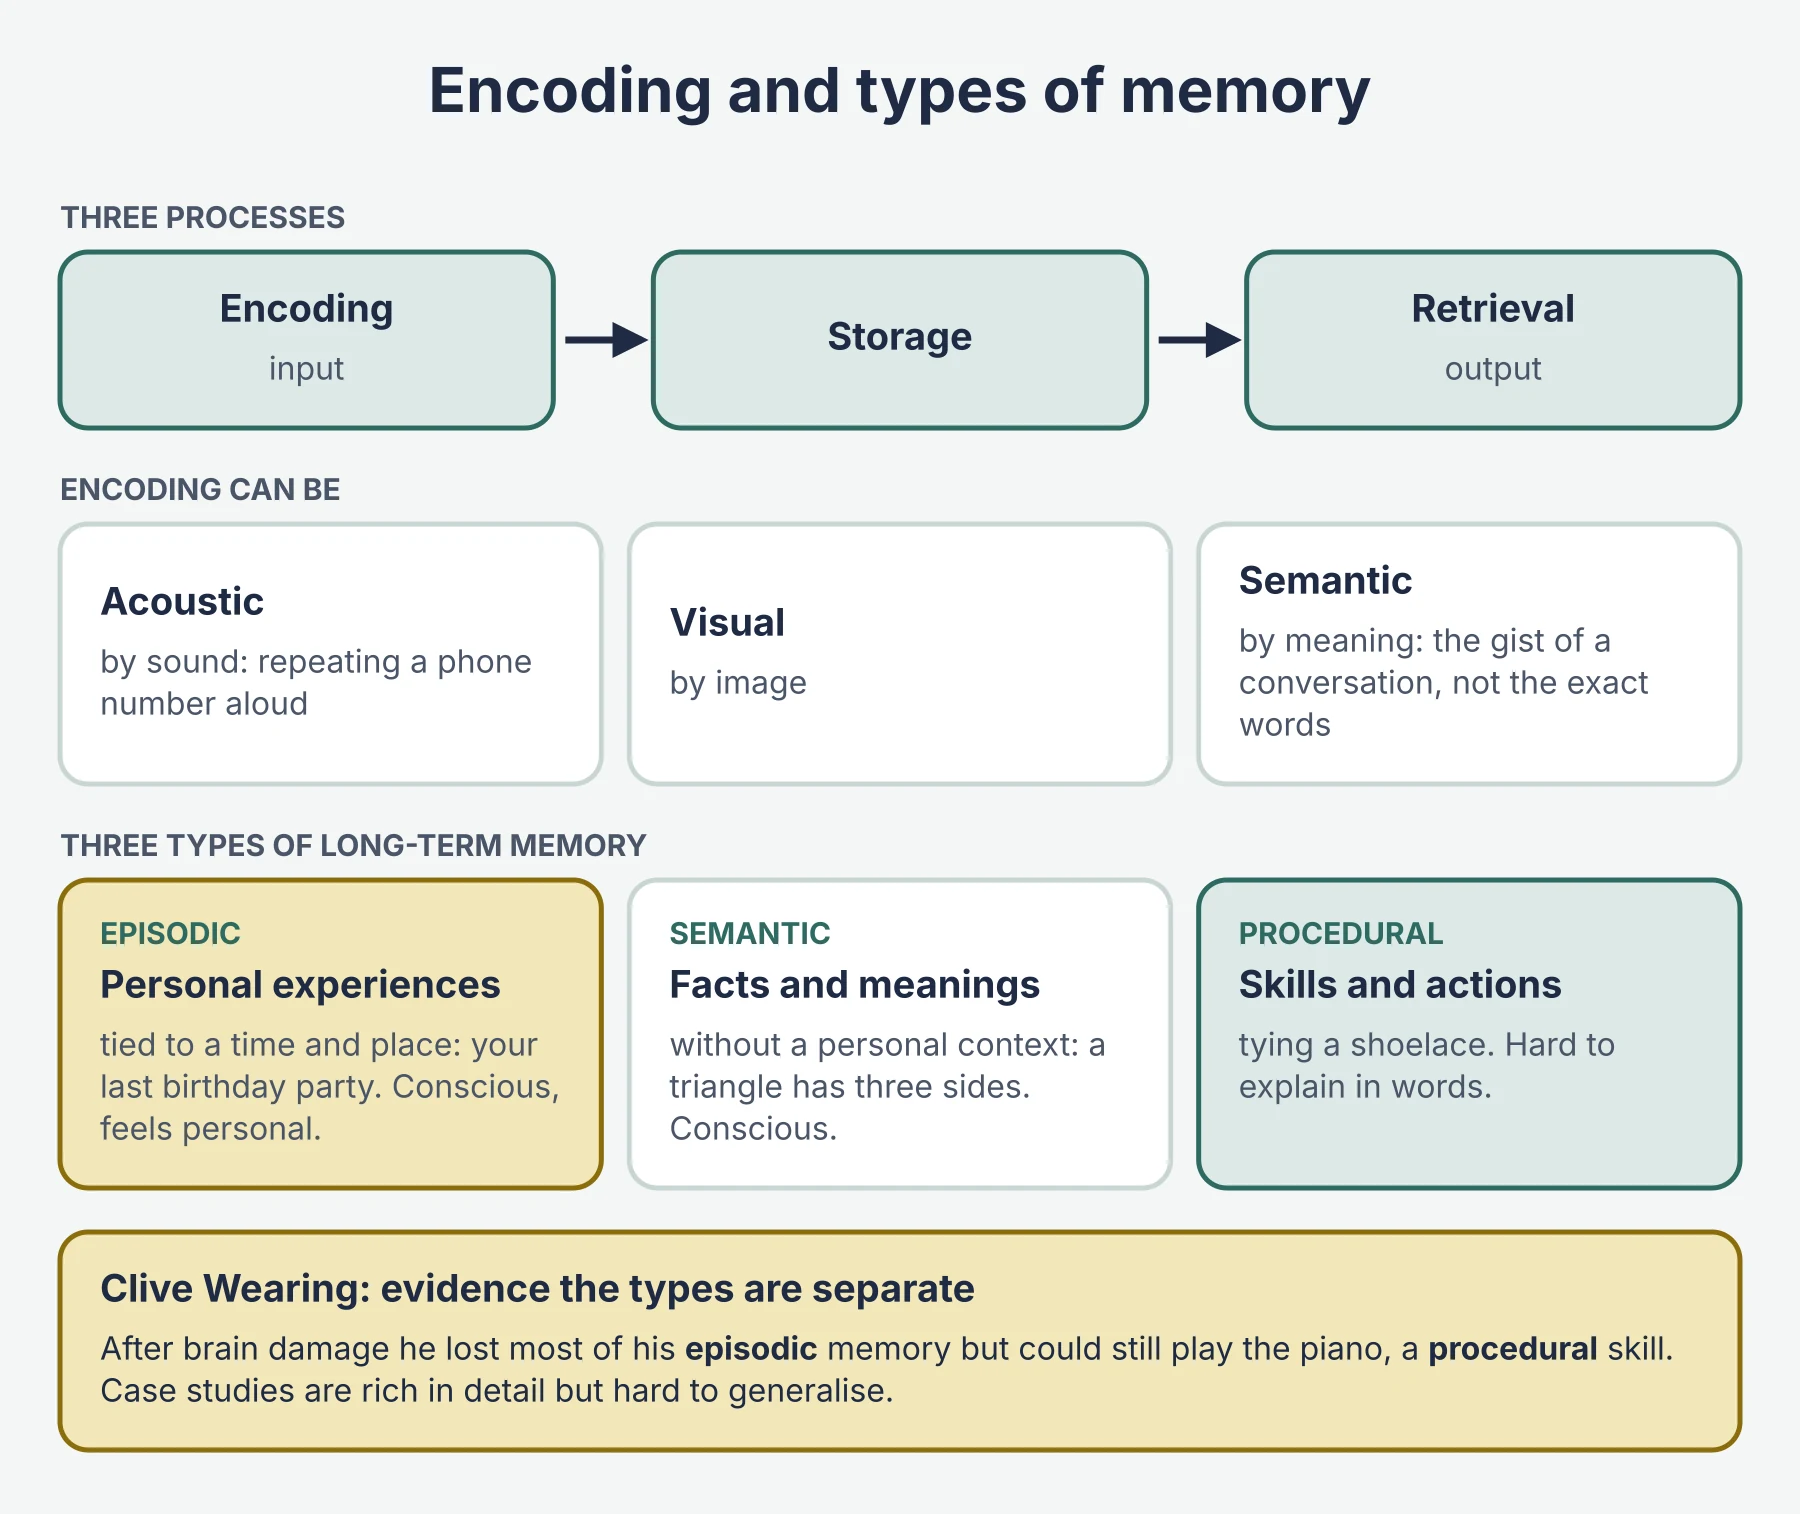 Encoding and types of memory
THREE PROCESSES
Encoding
input
Storage
Retrieval
output
ENCODING CAN BE
Acoustic
by sound: repeating a phone
number aloud
Visual
by image
Semantic
by meaning: the gist of a
conversation, not the exact
words
THREE TYPES OF LONG-TERM MEMORY
EPISODIC
Personal experiences
tied to a time and place: your
last birthday party. Conscious,
feels personal.
SEMANTIC
Facts and meanings
without a personal context: a
triangle has three sides.
Conscious.
PROCEDURAL
Skills and actions
tying a shoelace. Hard to
explain in words.
Clive Wearing: evidence the types are separate
After brain damage he lost most of his episodic memory but could still play the piano, a procedural skill.
Case studies are rich in detail but hard to generalise.